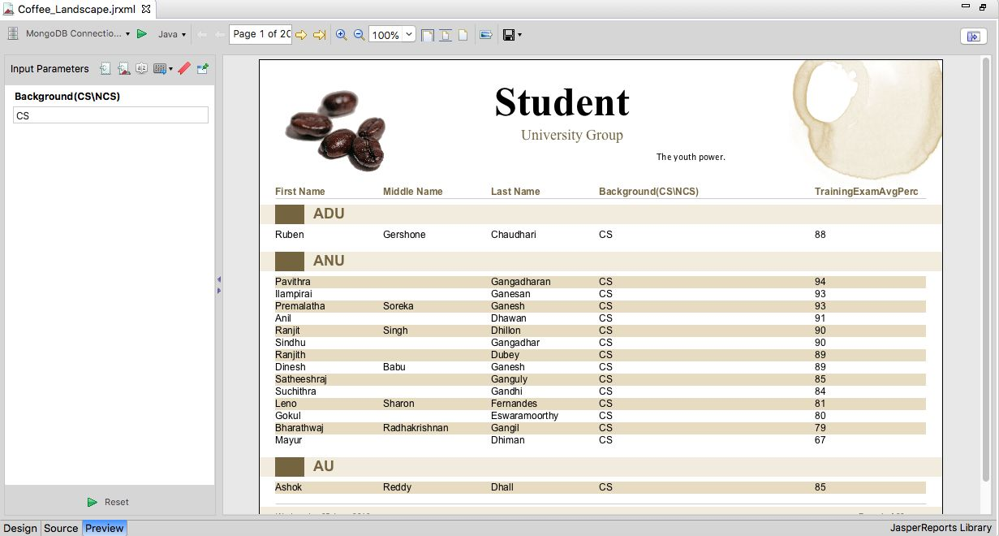 Coffee_Landscape.jrxml
MongoDB Connectio...
Java
Page 1 of 20
100%
Input Parameters
Background(CS\NCS)
CS
Student
University Group
The youth power.
First Name Middle Name Last Name Background(CS\NCS) TrainingExamAvgPerc
ADU
Ruben Gershone Chaudhari CS 88
ANU
Pavithra Gangadharan CS 94
Ilampirai Ganesan CS 93
Premalatha Soreka Ganesh CS 93
Anil Dhawan CS 91
Ranjit Singh Dhillon CS 90
Sindhu Gangadhar CS 90
Ranjith Dubey CS 89
Dinesh Babu Ganesh CS 89
Satheeshraj Ganguly CS 85
Suchithra Gandhi CS 84
Leno Sharon Fernandes CS 81
Gokul Eswaramoorthy CS 80
Bharathwaj Radhakrishnan Gangil CS 79
Mayur Dhiman CS 67
AU
Ashok Reddy Dhall CS 85
Reset
Design Source Preview
JasperReports Library